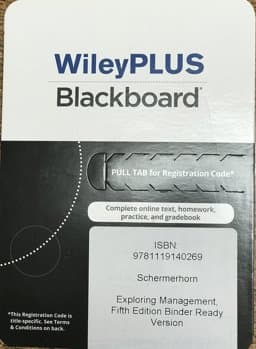 WileyPLUS
Blackboard
PULL TAB for Registration Code*
Complete online text, homework,
practice, and gradebook
ISBN
9781119140269
Schermerhorn
Exploring Management,
Fifth Edition Binder Ready
Version
*This Registration Code is
title-specific. See Terms
& Conditions on back.